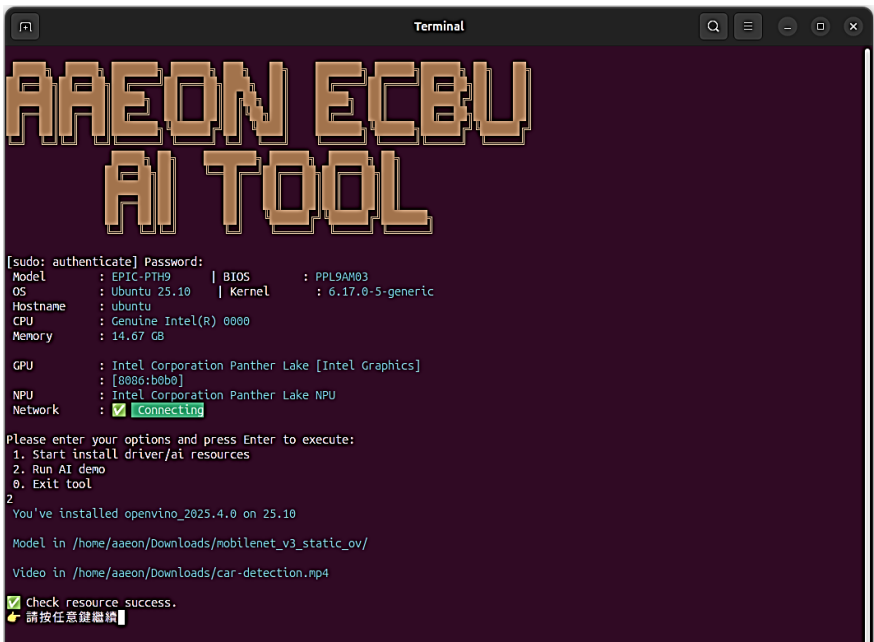 Terminal
AAEON ECBU
AI TOOL
[sudo: authenticate] Password:
Model : EPIC-PTH9 | BIOS : PPL9AM03
OS : Ubuntu 25.10 | Kernel : 6.17.0-5-generic
Hostname : ubuntu
CPU : Genuine Intel(R) 0000
Memory : 14.67 GB
GPU : Intel Corporation Panther Lake [Intel Graphics]
: [8086:b0b0]
NPU : Intel Corporation Panther Lake NPU
Network : ✅ Connecting
Please enter your options and press Enter to execute:
1. Start install driver/ai resources
2. Run AI demo
0. Exit tool
2
You've installed openvino_2025.4.0 on 25.10
Model in /home/aaeon/Downloads/mobilenet_v3_static_ov/
Video in /home/aaeon/Downloads/car-detection.mp4
✅ Check resource success.
👉 請按任意鍵繼續